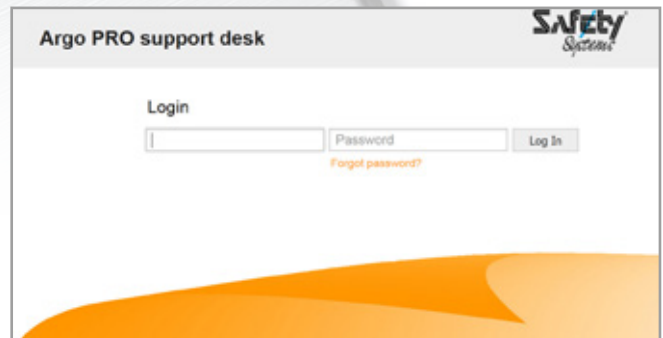 Argo PRO support desk
Safety
Systems
Login
Password
Log In
Forgot password?